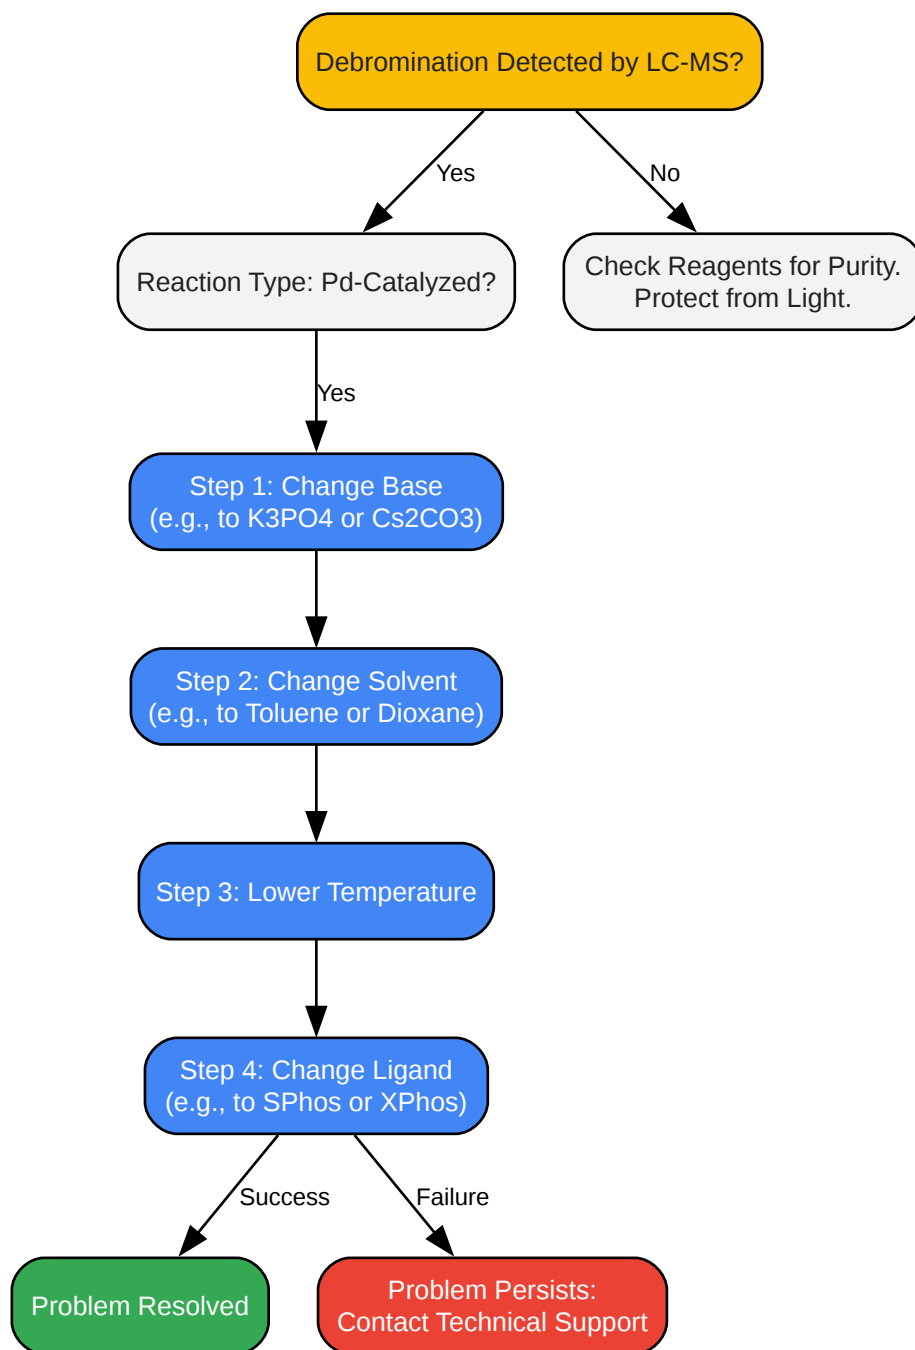 Debromination Detected by LC-MS?
Yes
No
Reaction Type: Pd-Catalyzed?
Check Reagents for Purity.
Protect from Light.
Yes
Step 1: Change Base
(e.g., to K3PO4 or Cs2CO3)
Step 2: Change Solvent
(e.g., to Toluene or Dioxane)
Step 3: Lower Temperature
Step 4: Change Ligand
(e.g., to SPhos or XPhos)
Success
Failure
Problem Resolved
Problem Persists:
Contact Technical Support